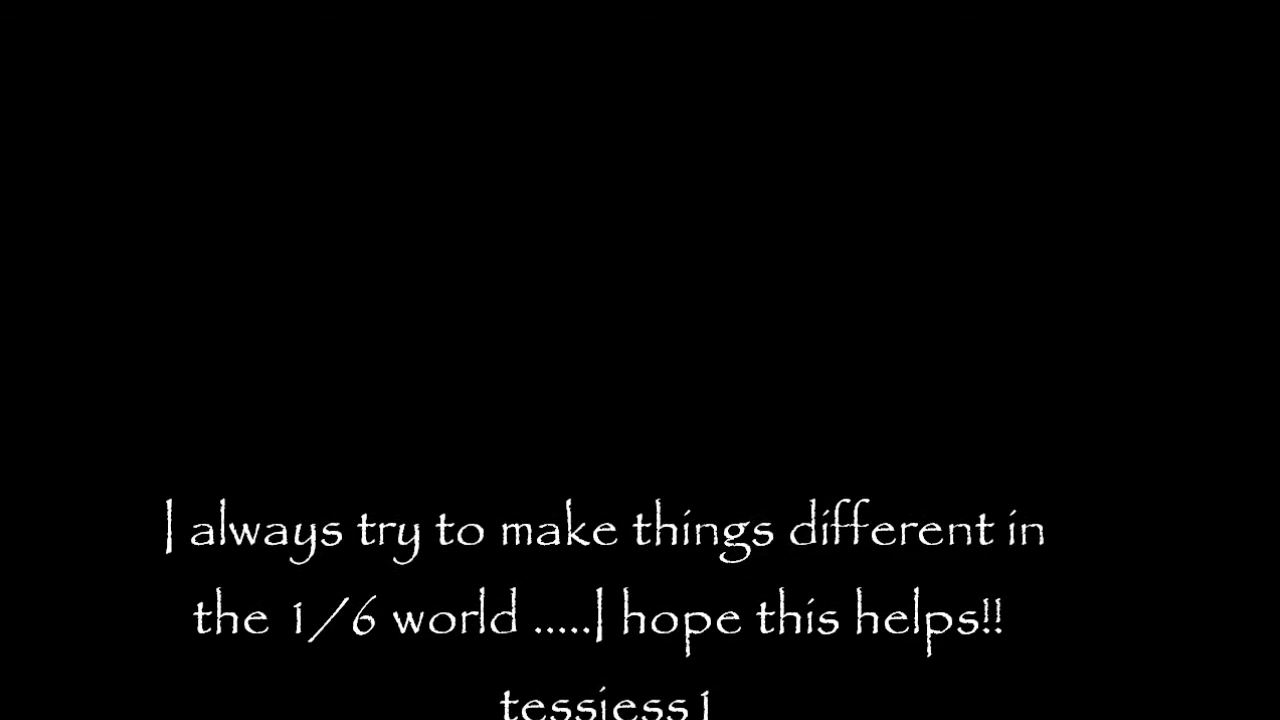 I always try to make things different in
the 1/6 world .....I hope this helps!!
tessiess1